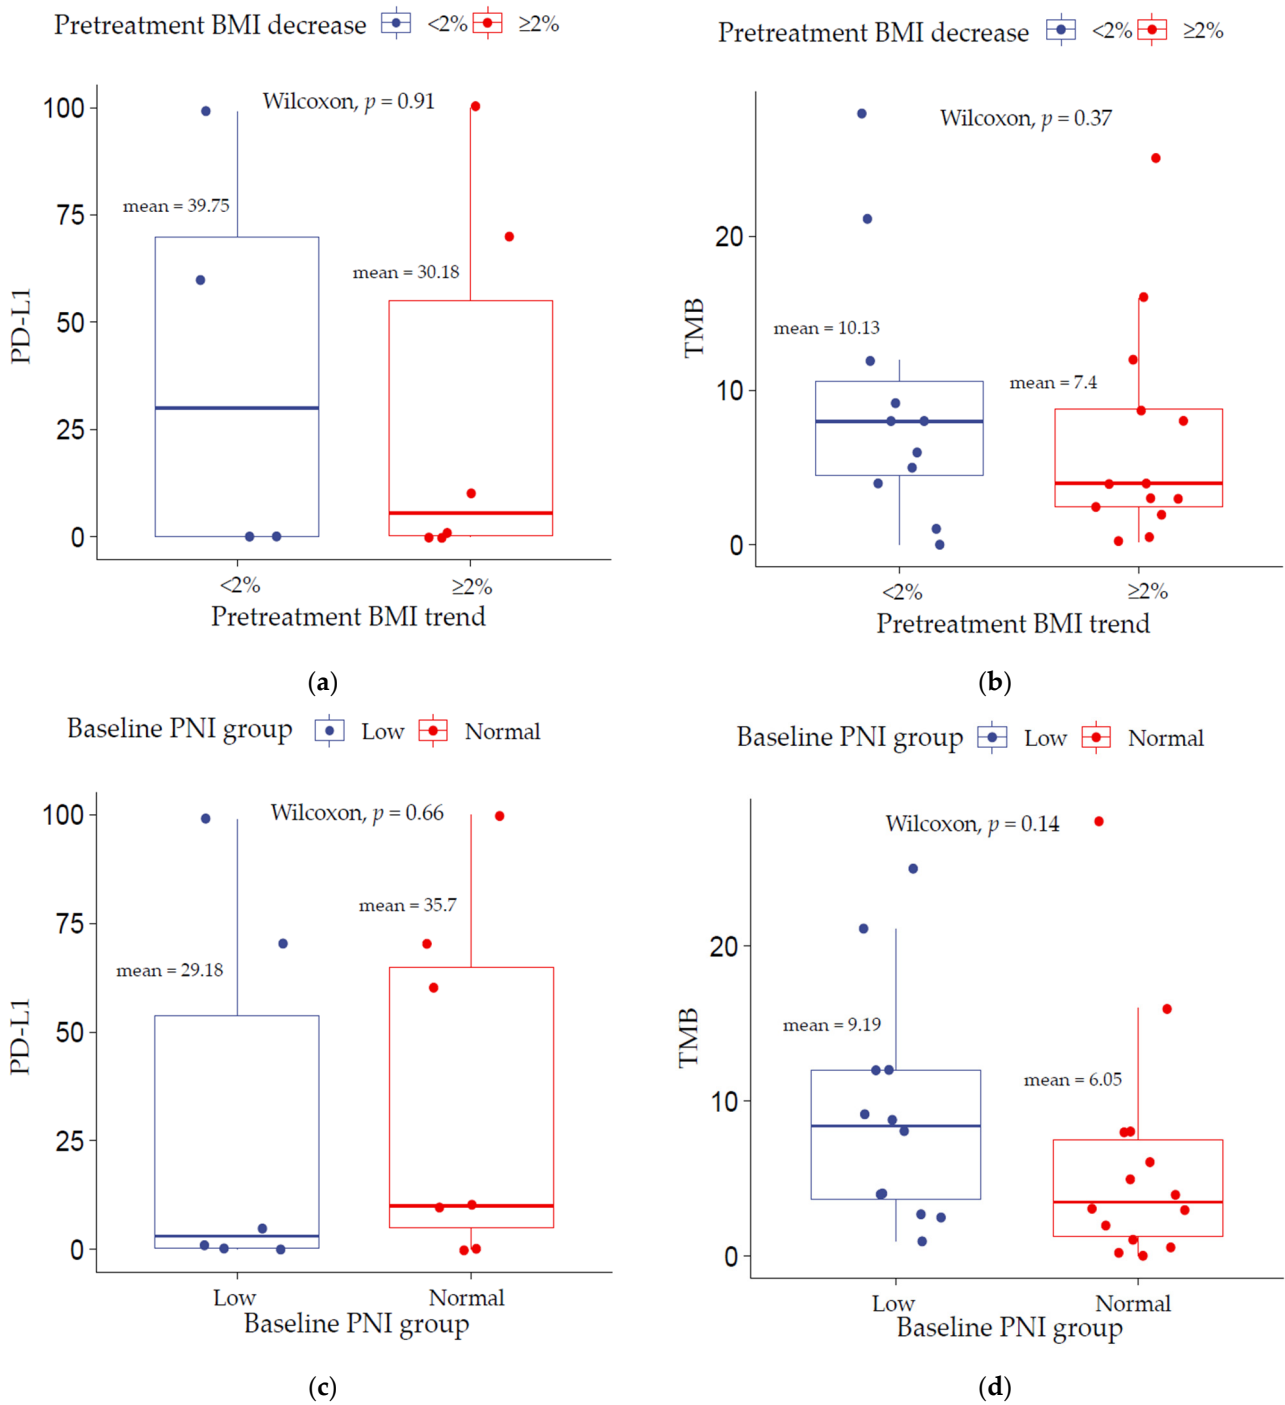 Pretreatment BMI decrease <2% ≥2%
Wilcoxon, p = 0.91
100
75
50
25
0
PD-L1
mean = 39.75
mean = 30.18
<2% ≥2%
Pretreatment BMI trend
(a)
Pretreatment BMI decrease <2% ≥2%
Wilcoxon, p = 0.37
20
10
0
TMB
mean = 10.13
mean = 7.4
<2% ≥2%
Pretreatment BMI trend
(b)
Baseline PNI group Low Normal
Wilcoxon, p = 0.66
100
75
50
25
0
PD-L1
mean = 35.7
mean = 29.18
Low Normal
Baseline PNI group
(c)
Baseline PNI group Low Normal
Wilcoxon, p = 0.14
20
10
0
TMB
mean = 9.19
mean = 6.05
Low Normal
Baseline PNI group
(d)